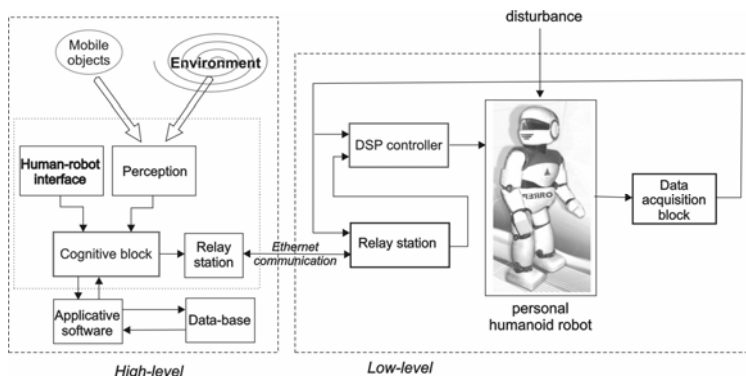 disturbance
Mobile
objects
Environment
Human-robot
interface
Perception
Cognitive block
Relay
station
Applicative
software
Data-base
High-level
Ethernet
communication
DSP controller
Relay station
personal
humanoid robot
Data
acquisition
block
Low-level